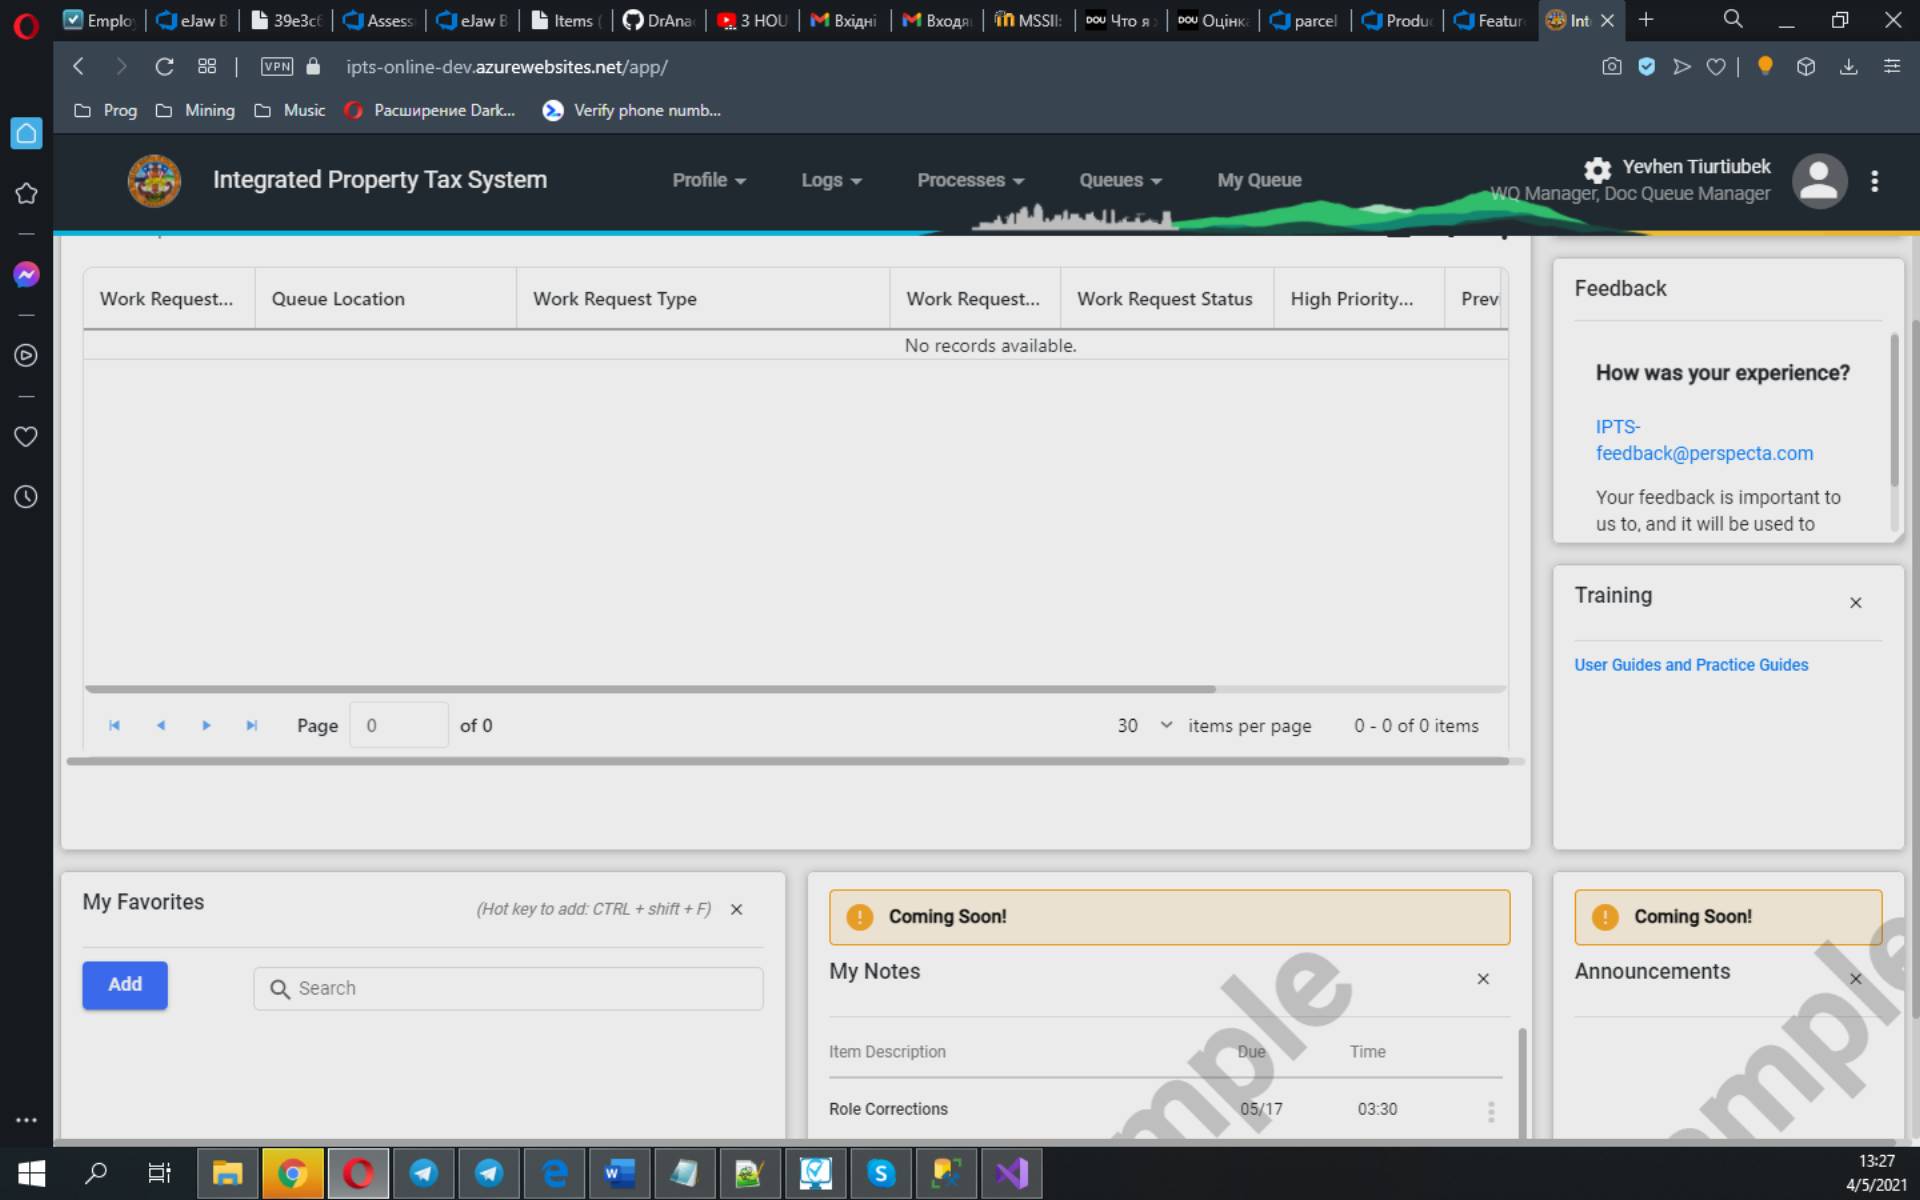 Emplo
eJaw B
39e3c6
Assess
eJaw B
Items (
DrAna
3 HOU
Вхідні
Входя
MSSII:
DOU Что я
DOU Оцінк
parcel
Produ
Featur
Int
VPN
ipts-online-dev.azurewebsites.net/app/
Prog
Mining
Music
Расширение Dark...
Verify phone numb...
Integrated Property Tax System
Profile
Logs
Processes
Queues
My Queue
Yevhen Tiurtiubek
WQ Manager, Doc Queue Manager
Work Request...
Queue Location
Work Request Type
Work Request...
Work Request Status
High Priority...
Previ
No records available.
Page
0
of 0
30
items per page
0 - 0 of 0 items
Feedback
How was your experience?
IPTS-
feedback@perspecta.com
Your feedback is important to
us to, and it will be used to
Training
User Guides and Practice Guides
My Favorites
(Hot key to add: CTRL + shift + F)
Add
Search
Coming Soon!
My Notes
Item Description
Due
Time
Role Corrections
05/17
03:30
mple
Coming Soon!
Announcements
mple
13:27
4/5/2021